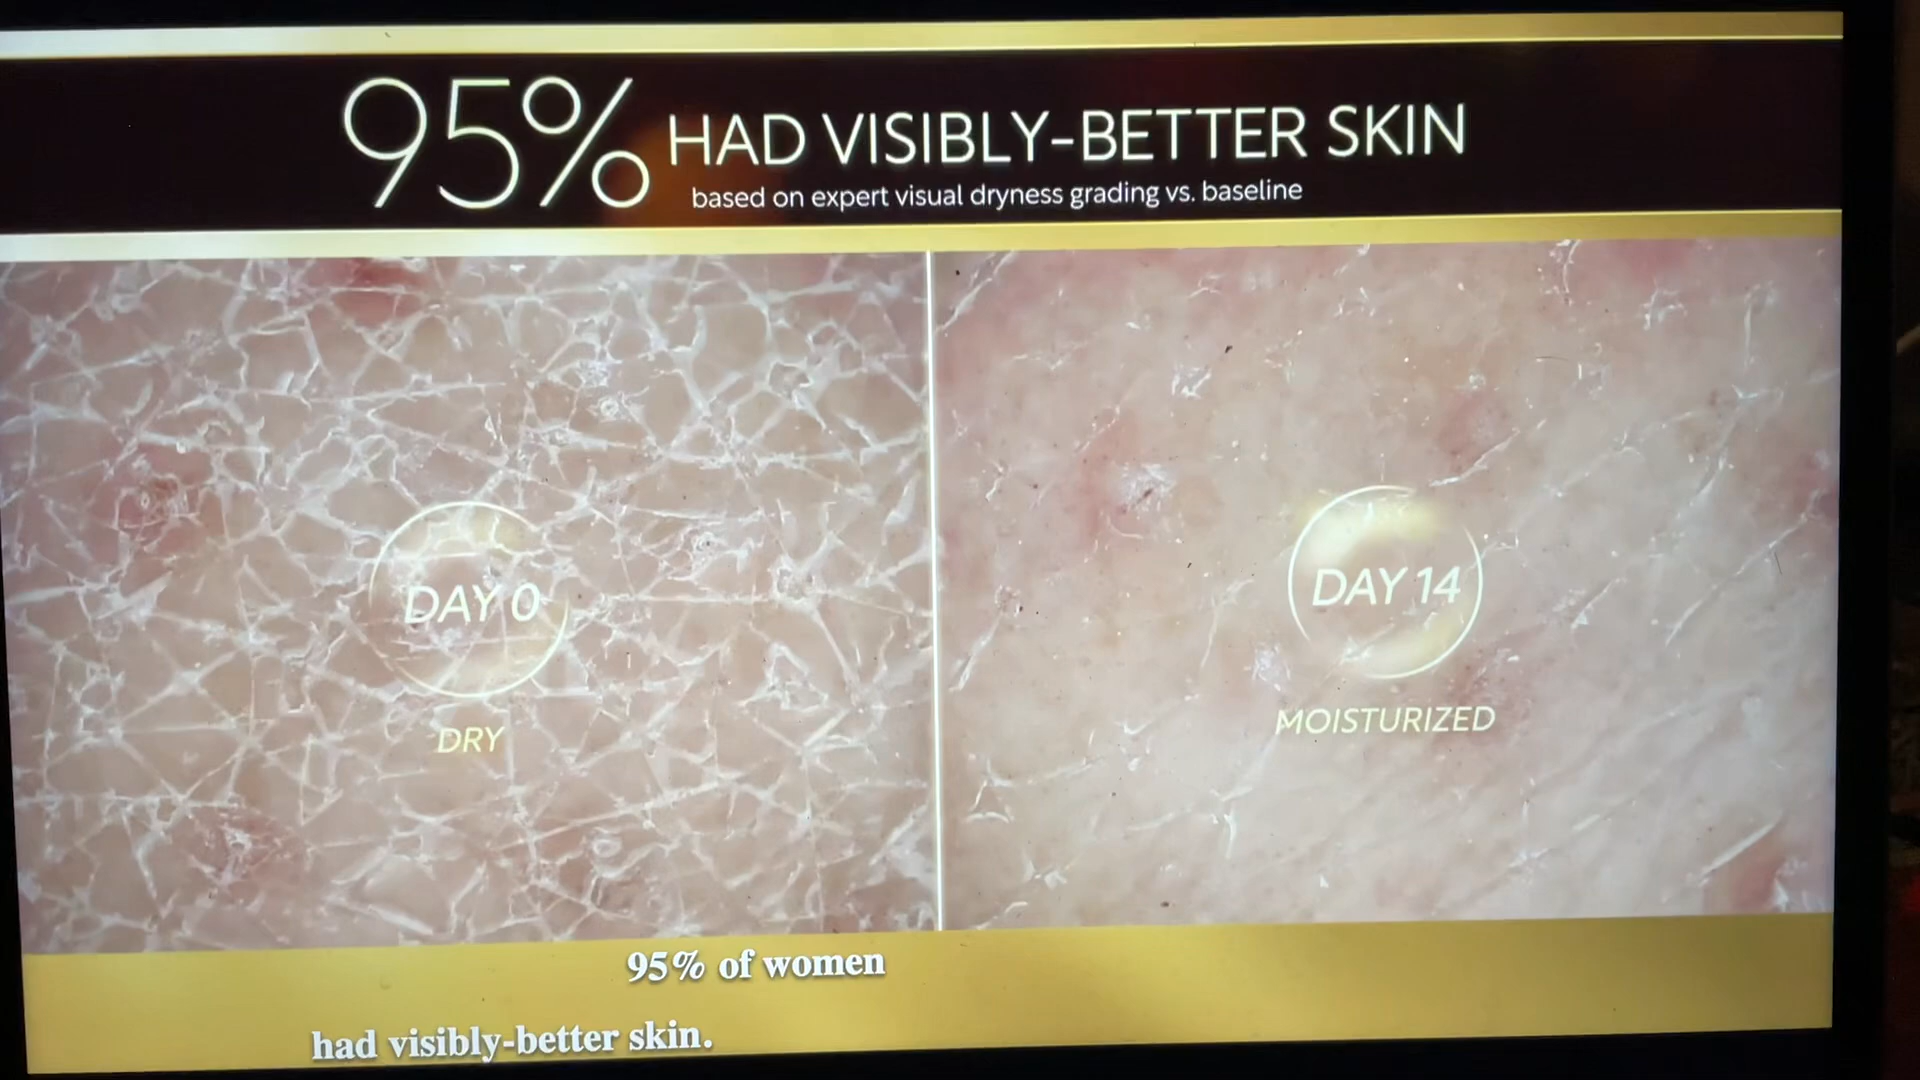 95% HAD VISIBLY-BETTER SKIN
based on expert visual dryness grading vs. baseline
DAY 0
DRY
DAY 14
MOISTURIZED
95% of women
had visibly-better skin.